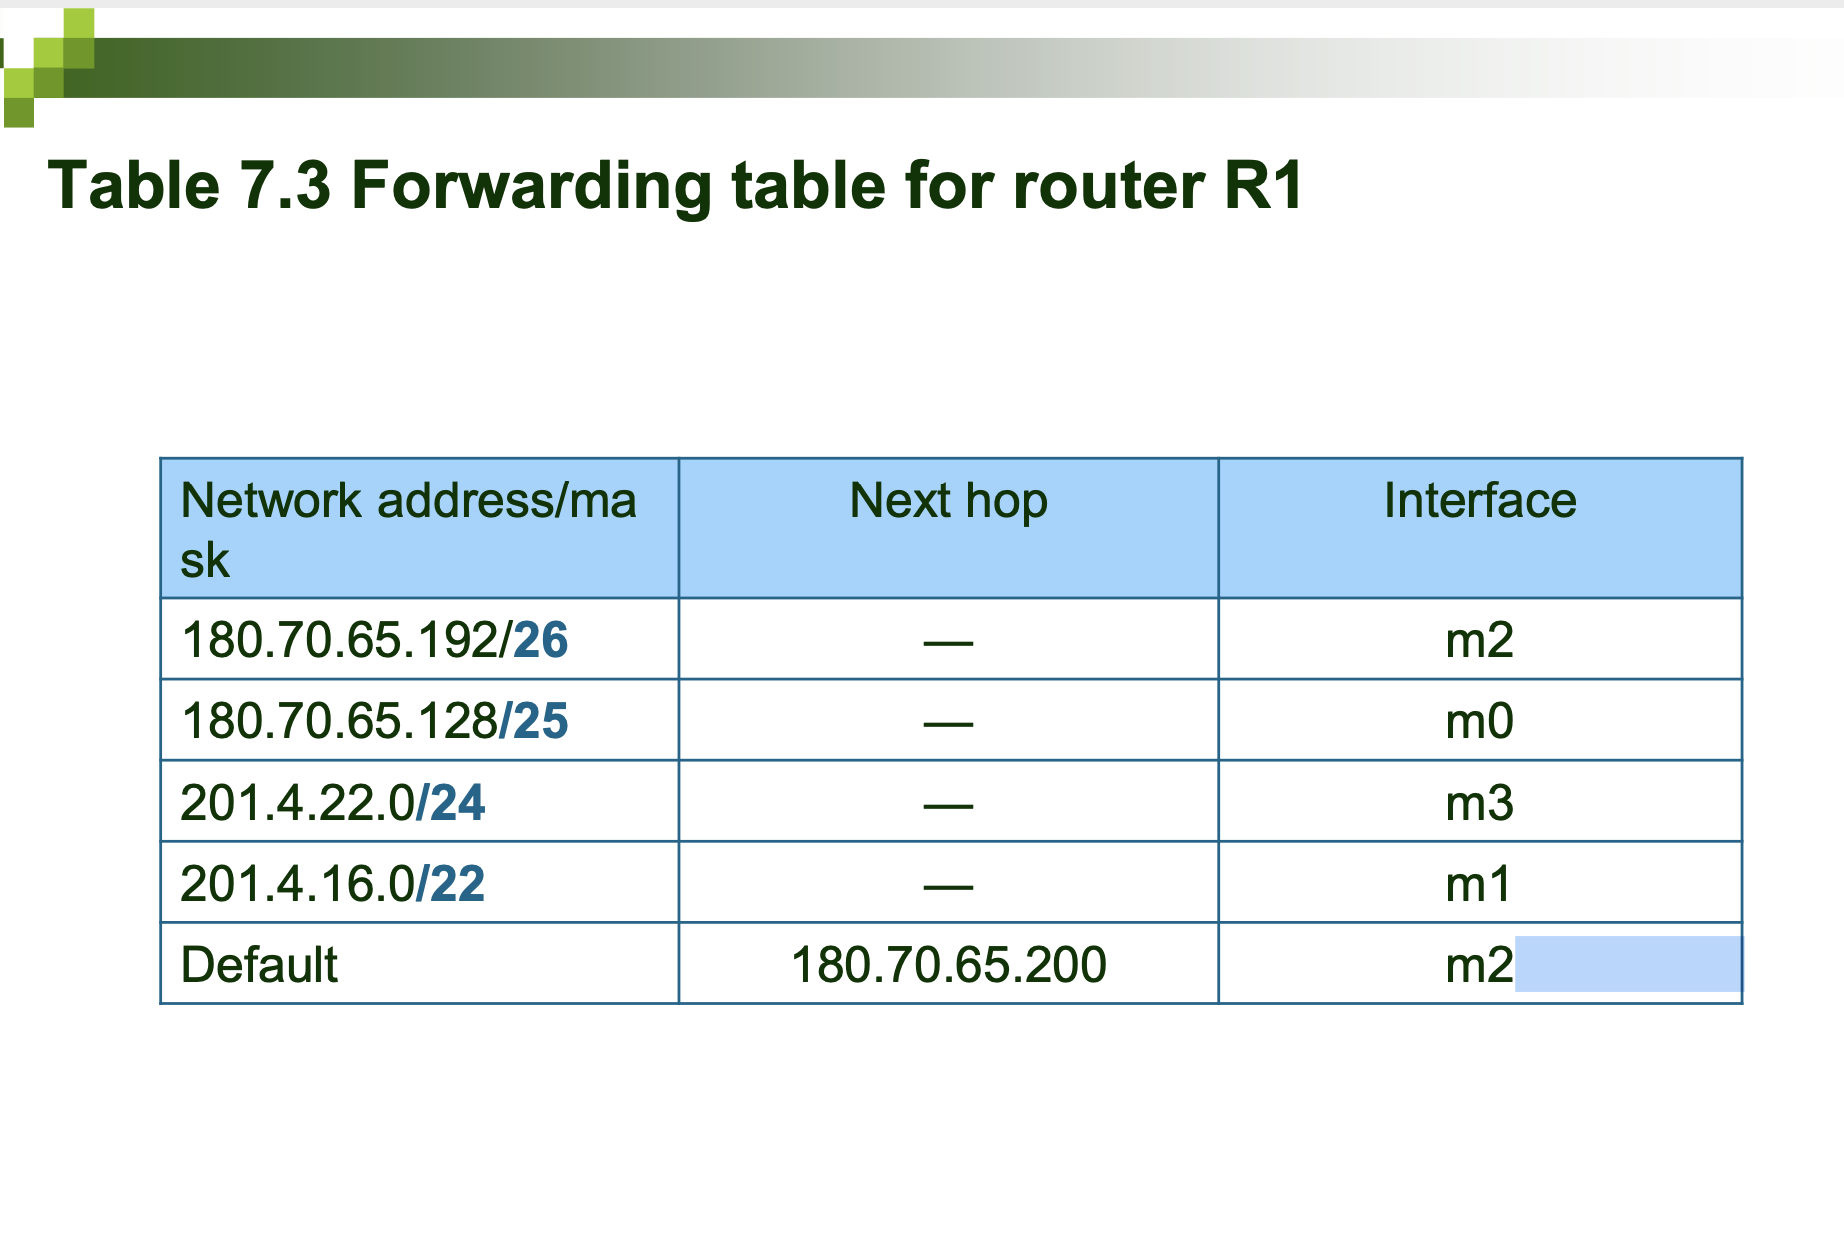 Table 7.3 Forwarding table for router R1
Network address/ma
sk
Next hop
Interface
180.70.65.192/26 — m2
180.70.65.128/25 — m0
201.4.22.0/24 — m3
201.4.16.0/22 — m1
Default 180.70.65.200 m2